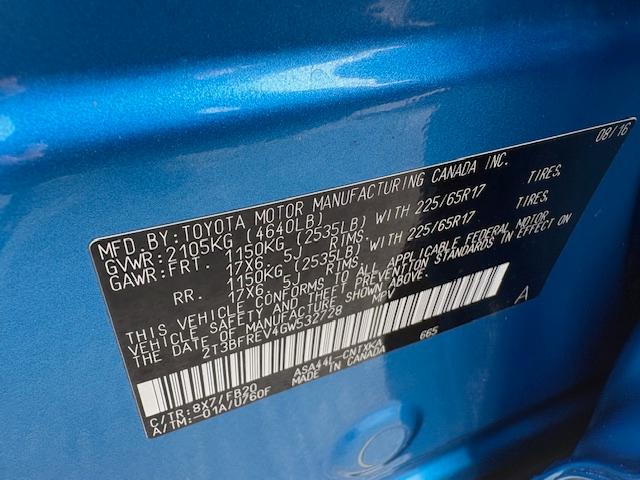 08/16
MFD. BY: TOYOTA MOTOR MANUFACTURING CANADA INC.
GVWR: 2105KG (4640LB)
GAWR: FRT. 1150KG (2535LB) WITH 225/65R17 TIRES,
17X6.5J RIMS.
RR. 1150KG (2535LB) WITH 225/65R17 TIRES,
17X6.5J RIMS.
THIS VEHICLE CONFORMS TO ALL APPLICABLE FEDERAL MOTOR
VEHICLE SAFETY AND THEFT PREVENTION STANDARDS IN EFFECT ON
THE DATE OF MANUFACTURE SHOWN ABOVE.
2T3BFREV4GW532728 MPV
A
C/TR: 8X7/FB20 ASA44L-CNTXKA 665
A/TM: -01A/U760F MADE IN CANADA